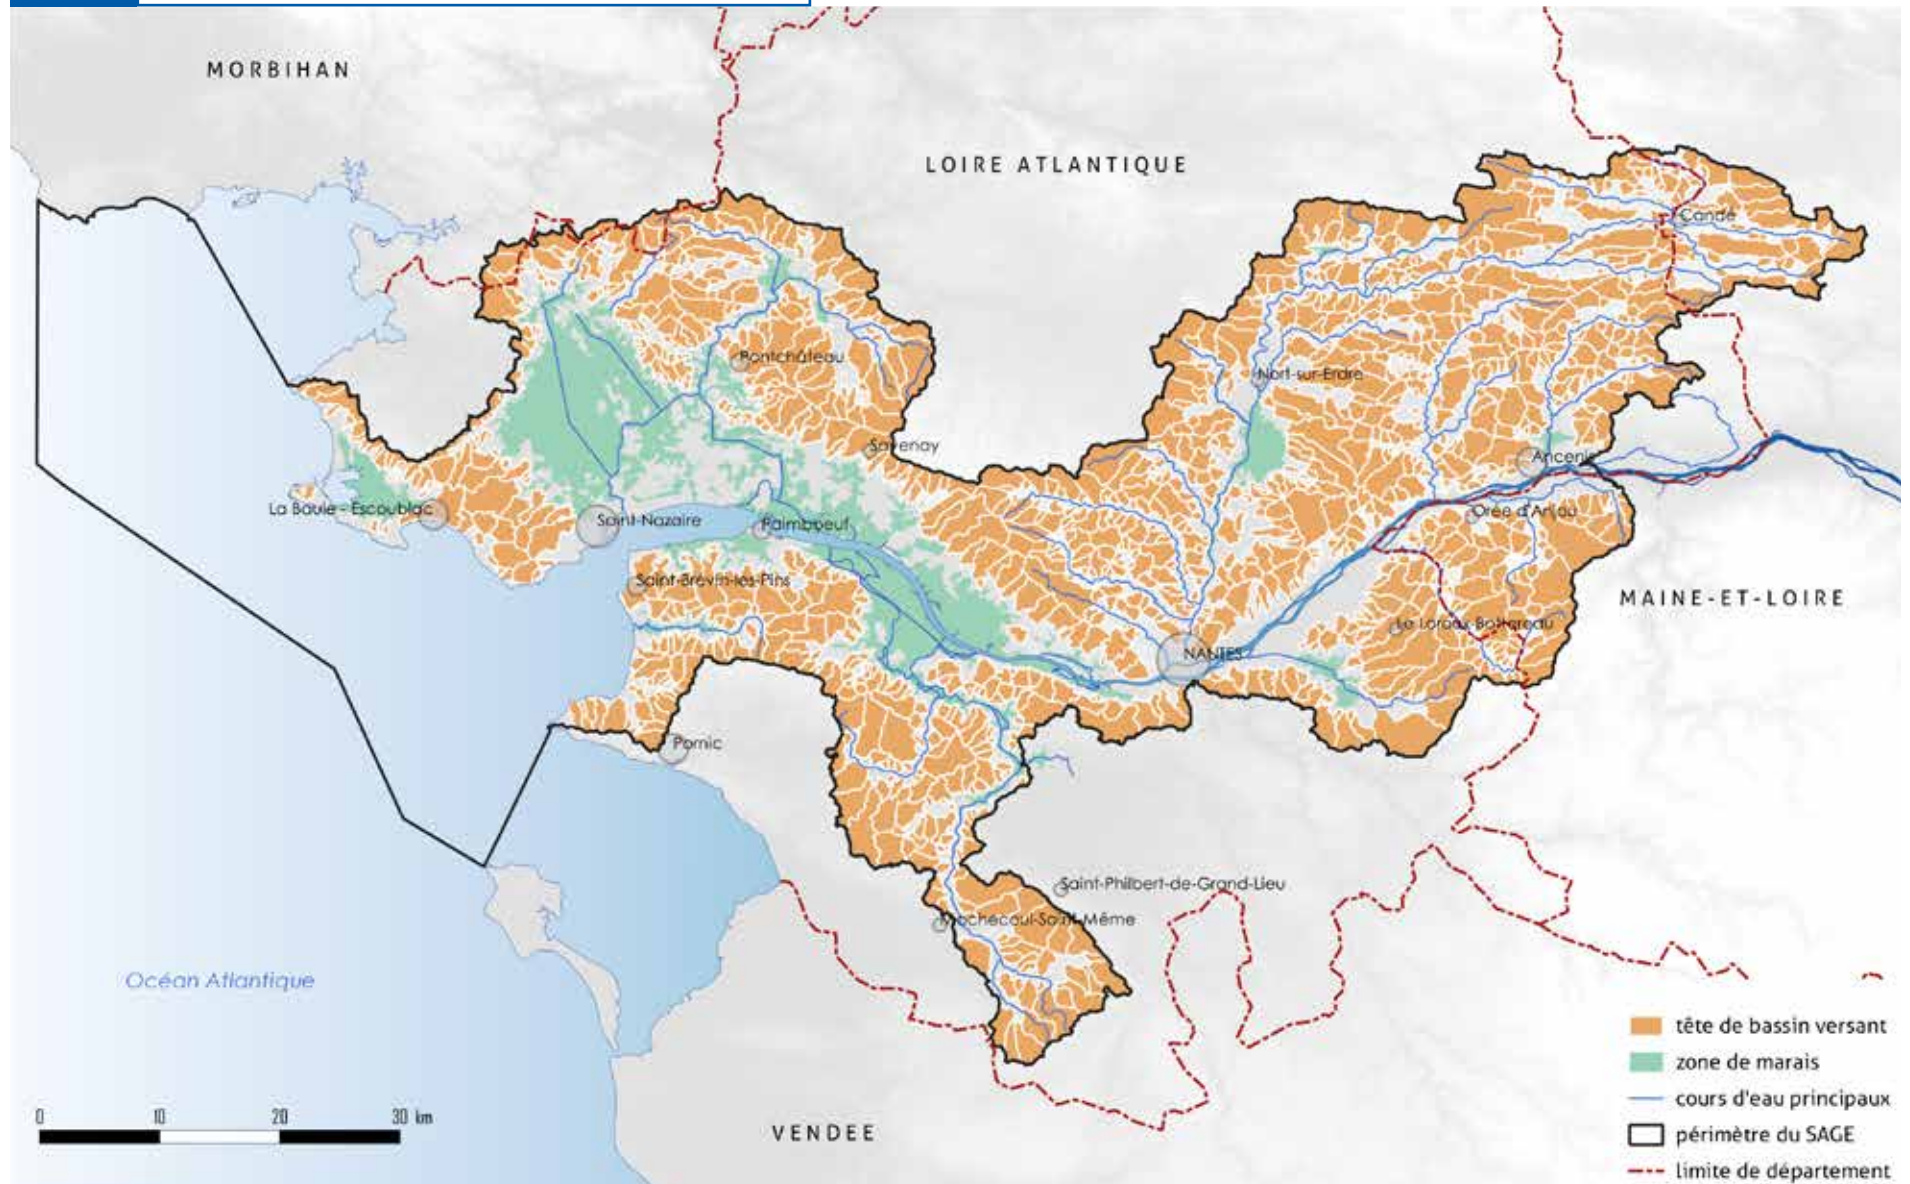 MORBIHAN
LOIRE ATLANTIQUE
Candé
Pontchâteau
Nort-sur-Erdre
Savenay
Ancenis
La Baule - Escoublac
Saint-Nazaire
Paimboeuf
Orée d'Anjou
Saint-Brevin-les-Pins
MAINE-ET-LOIRE
Le Loroux-Bottereau
NANTES
Pornic
Saint-Philbert-de-Grand-Lieu
Machecoul-Saint-Même
Océan Atlantique
tête de bassin versant
zone de marais
cours d'eau principaux
périmètre du SAGE
limite de département
0 10 20 30 km
VENDEE